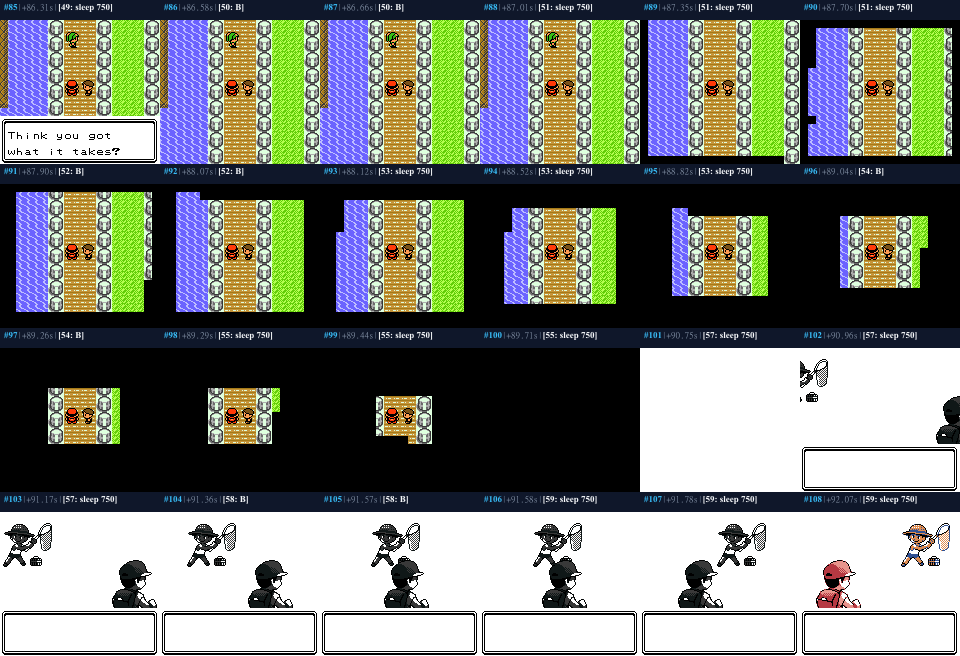 #85 | +86.31s | [49: sleep 750]
#86 | +86.58s | [50: B]
#87 | +86.66s | [50: B]
#88 | +87.01s | [51: sleep 750]
#89 | +87.35s | [51: sleep 750]
#90 | +87.70s | [51: sleep 750]
Think you got
what it takes?
#91 | +87.90s | [52: B]
#92 | +88.07s | [52: B]
#93 | +88.12s | [53: sleep 750]
#94 | +88.52s | [53: sleep 750]
#95 | +88.82s | [53: sleep 750]
#96 | +89.04s | [54: B]
#97 | +89.26s | [54: B]
#98 | +89.29s | [55: sleep 750]
#99 | +89.44s | [55: sleep 750]
#100 | +89.71s | [55: sleep 750]
#101 | +90.75s | [57: sleep 750]
#102 | +90.96s | [57: sleep 750]
#103 | +91.17s | [57: sleep 750]
#104 | +91.36s | [58: B]
#105 | +91.57s | [58: B]
#106 | +91.58s | [59: sleep 750]
#107 | +91.78s | [59: sleep 750]
#108 | +92.07s | [59: sleep 750]